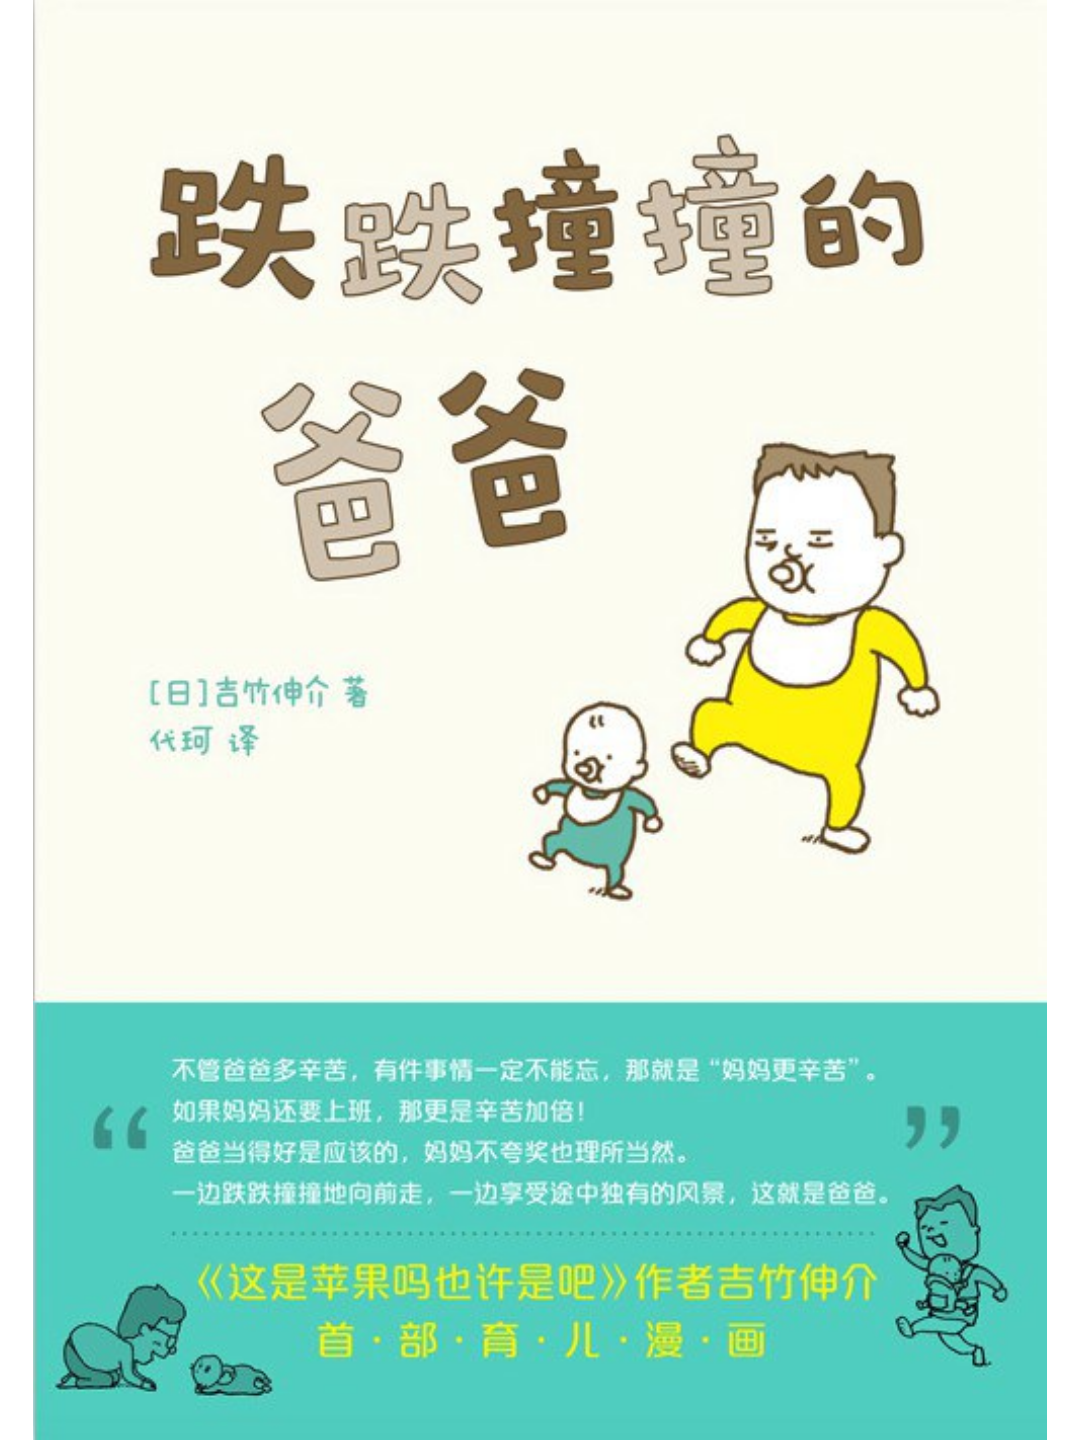 跌跌撞撞的
爸爸
[日]吉竹伸介 著
代珂 译
“
不管爸爸多辛苦，有件事情一定不能忘，那就是“妈妈更辛苦”。
如果妈妈还要上班，那更是辛苦加倍！
爸爸当得好是应该的，妈妈不夸奖也理所当然。
一边跌跌撞撞地向前走，一边享受途中独有的风景，这就是爸爸。
”
《这是苹果吗也许是吧》作者吉竹伸介
首·部·育·儿·漫·画